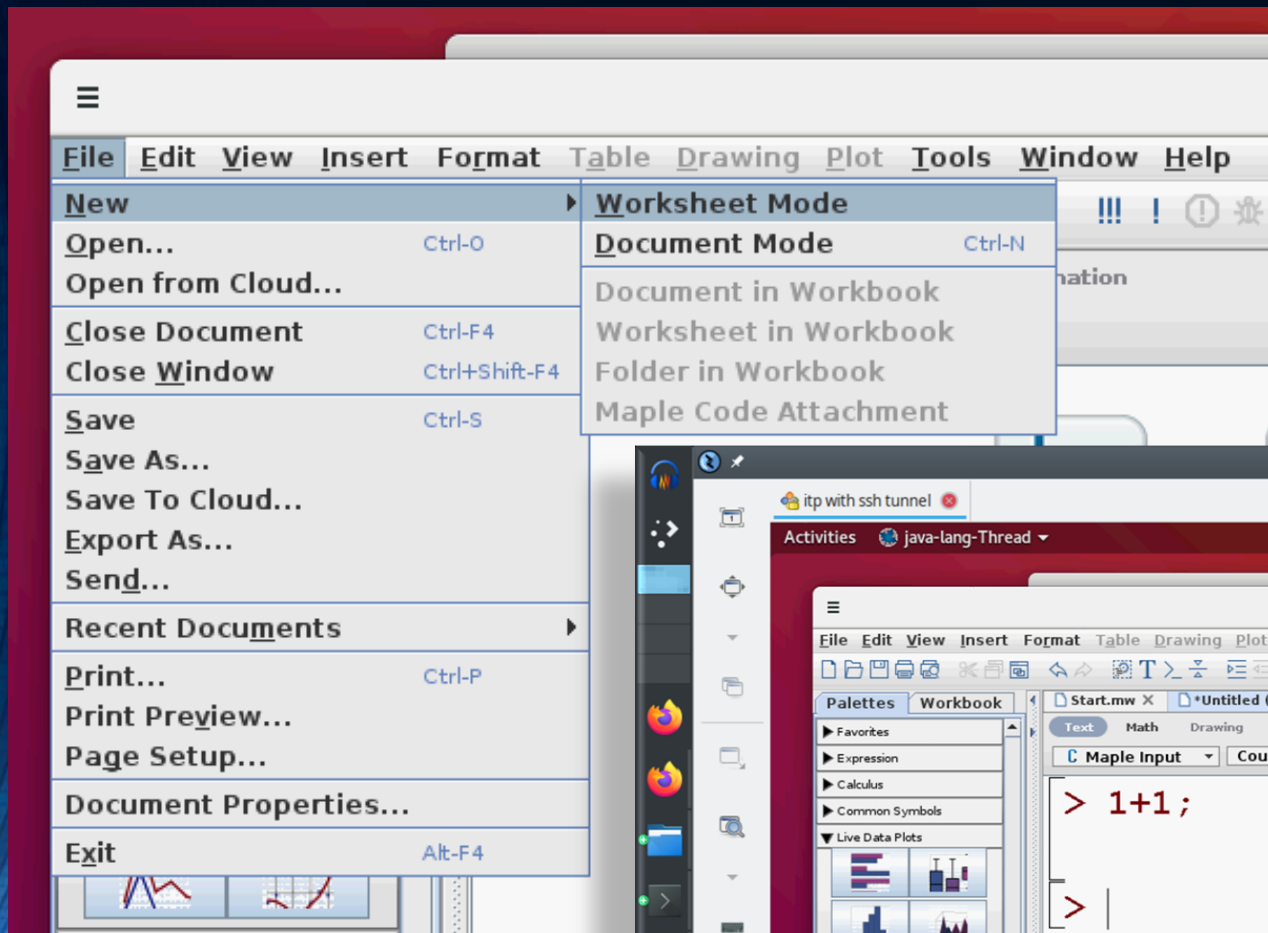 File Edit View Insert Format Table Drawing Plot Tools Window Help
New
Open... Ctrl-O
Open from Cloud...
Close Document Ctrl-F4
Close Window Ctrl+Shift-F4
Save Ctrl-S
Save As...
Save To Cloud...
Export As...
Send...
Recent Documents
Print... Ctrl-P
Print Preview...
Page Setup...
Document Properties...
Exit Alt-F4
Worksheet Mode
Document Mode Ctrl-N
Document in Workbook
Worksheet in Workbook
Folder in Workbook
Maple Code Attachment
!!! !
nation
itp with ssh tunnel
Activities java-lang-Thread
File Edit View Insert Format Table Drawing Plot
Palettes Workbook
Start.mw *Untitled (
Favorites
Expression
Calculus
Common Symbols
Live Data Plots
Text Math Drawing
C Maple Input Cou
> 1+1;
>